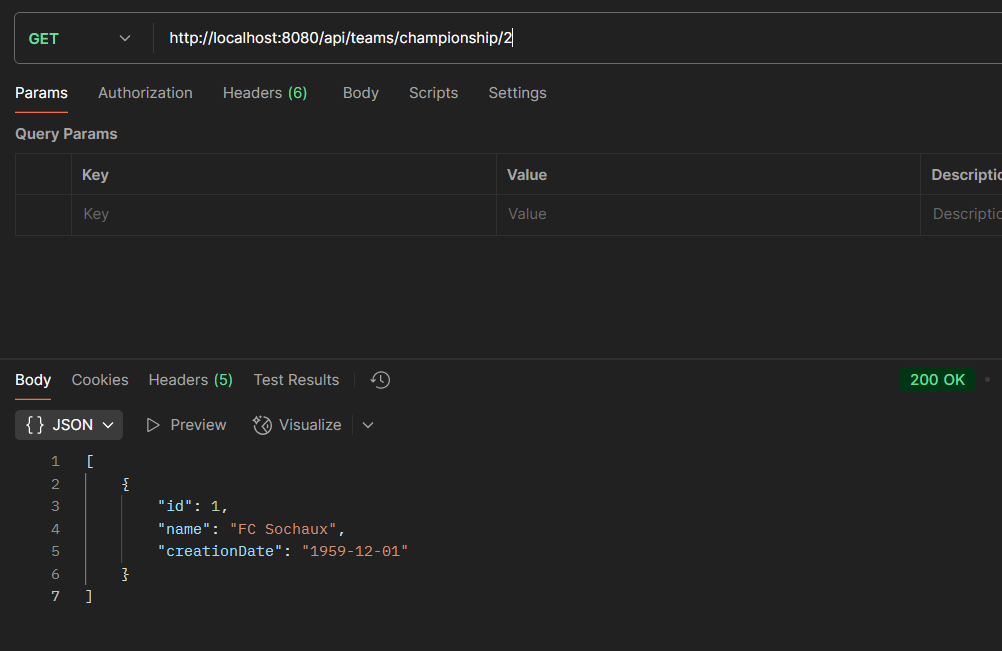 GET http://localhost:8080/api/teams/championship/2
Params Authorization Headers (6) Body Scripts Settings
Query Params
Key Value Descriptio
Key Value Descriptio
Body Cookies Headers (5) Test Results 200 OK
{ } JSON Preview Visualize
1 [
2 {
3 "id": 1,
4 "name": "FC Sochaux",
5 "creationDate": "1959-12-01"
6 }
7 ]